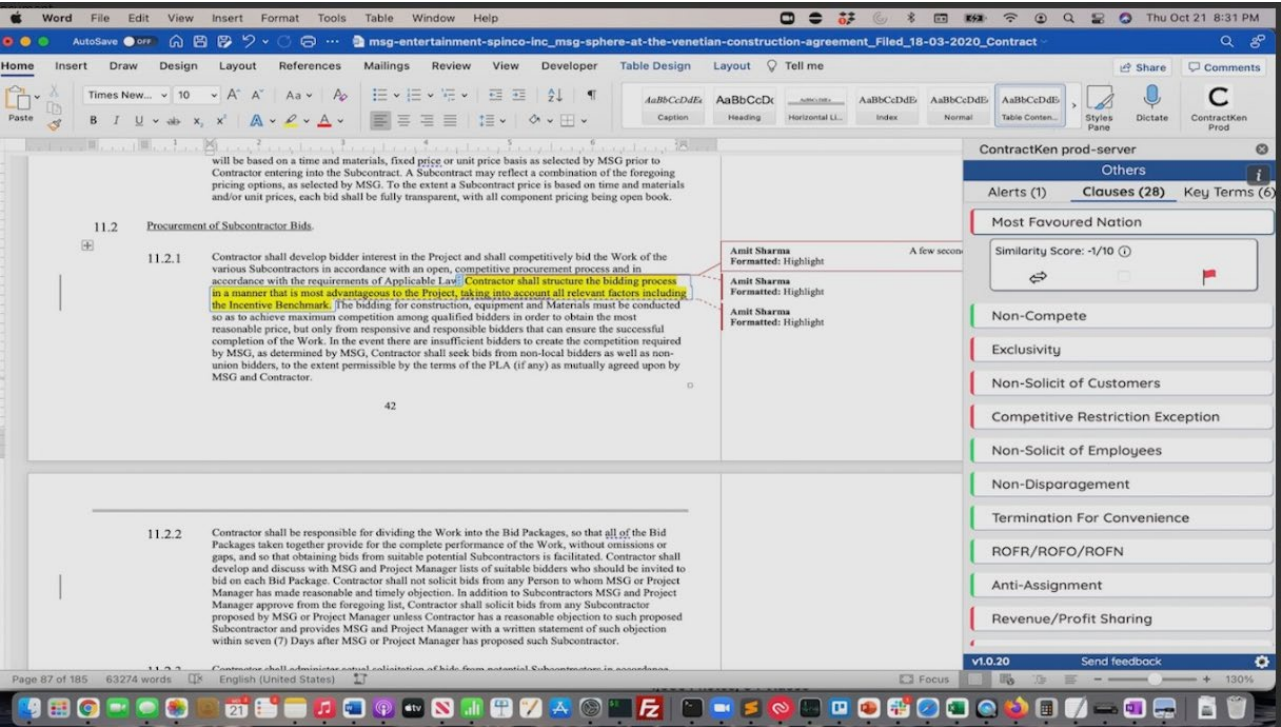 Word File Edit View Insert Format Tools Table Window Help Thu Oct 21 8:31 PM
AutoSave OFF msg-entertainment-spinco-inc_msg-sphere-at-the-venetian-construction-agreement_Filed_18-03-2020_Contract
Home Insert Draw Design Layout References Mailings Review View Developer Table Design Layout Tell me Share Comments
Paste Times New... 10 Caption Heading Horizontal Li... Index Normal Table Conten... Styles Pane Dictate ContractKen Prod
will be based on a time and materials, fixed price or unit price basis as selected by MSG prior to
Contractor entering into the Subcontract. A Subcontract may reflect a combination of the foregoing
pricing options, as selected by MSG. To the extent a Subcontract price is based on time and materials
and/or unit prices, each bid shall be fully transparent, with all component pricing being open book.
11.2 Procurement of Subcontractor Bids.
11.2.1 Contractor shall develop bidder interest in the Project and shall competitively bid the Work of the
various Subcontractors in accordance with an open, competitive procurement process and in
accordance with the requirements of Applicable Law. Contractor shall structure the bidding process
in a manner that is most advantageous to the Project, taking into account all relevant factors including
the Incentive Benchmark. The bidding for construction, equipment and Materials must be conducted
so as to achieve maximum competition among qualified bidders in order to obtain the most
reasonable price, but only from responsive and responsible bidders that can ensure the successful
completion of the Work. In the event there are insufficient bidders to create the competition required
by MSG, as determined by MSG, Contractor shall seek bids from non-local bidders as well as non-
union bidders, to the extent permissible by the terms of the PLA (if any) as mutually agreed upon by
MSG and Contractor.
42
11.2.2 Contractor shall be responsible for dividing the Work into the Bid Packages, so that all of the Bid
Packages taken together provide for the complete performance of the Work, without omissions or
gaps, and so that obtaining bids from suitable potential Subcontractors is facilitated. Contractor shall
develop and discuss with MSG and Project Manager lists of suitable bidders who should be invited to
bid on each Bid Package. Contractor shall not solicit bids from any Person to whom MSG or Project
Manager has made reasonable and timely objection. In addition to Subcontractors MSG and Project
Manager approve from the foregoing list, Contractor shall solicit bids from any Subcontractor
proposed by MSG or Project Manager unless Contractor has a reasonable objection to such proposed
Subcontractor and provides MSG and Project Manager with a written statement of such objection
within seven (7) Days after MSG or Project Manager has proposed such Subcontractor.
Amit Sharma A few secon
Formatted: Highlight
Amit Sharma
Formatted: Highlight
Amit Sharma
Formatted: Highlight
ContractKen prod-server
Others
Alerts (1) Clauses (28) Key Terms (6)
Most Favoured Nation
Similarity Score: -1/10
Non-Compete
Exclusivity
Non-Solicit of Customers
Competitive Restriction Exception
Non-Solicit of Employees
Non-Disparagement
Termination For Convenience
ROFR/ROFO/ROFN
Anti-Assignment
Revenue/Profit Sharing
v1.0.20 Send feedback
Page 87 of 185 63274 words English (United States) Focus 130%